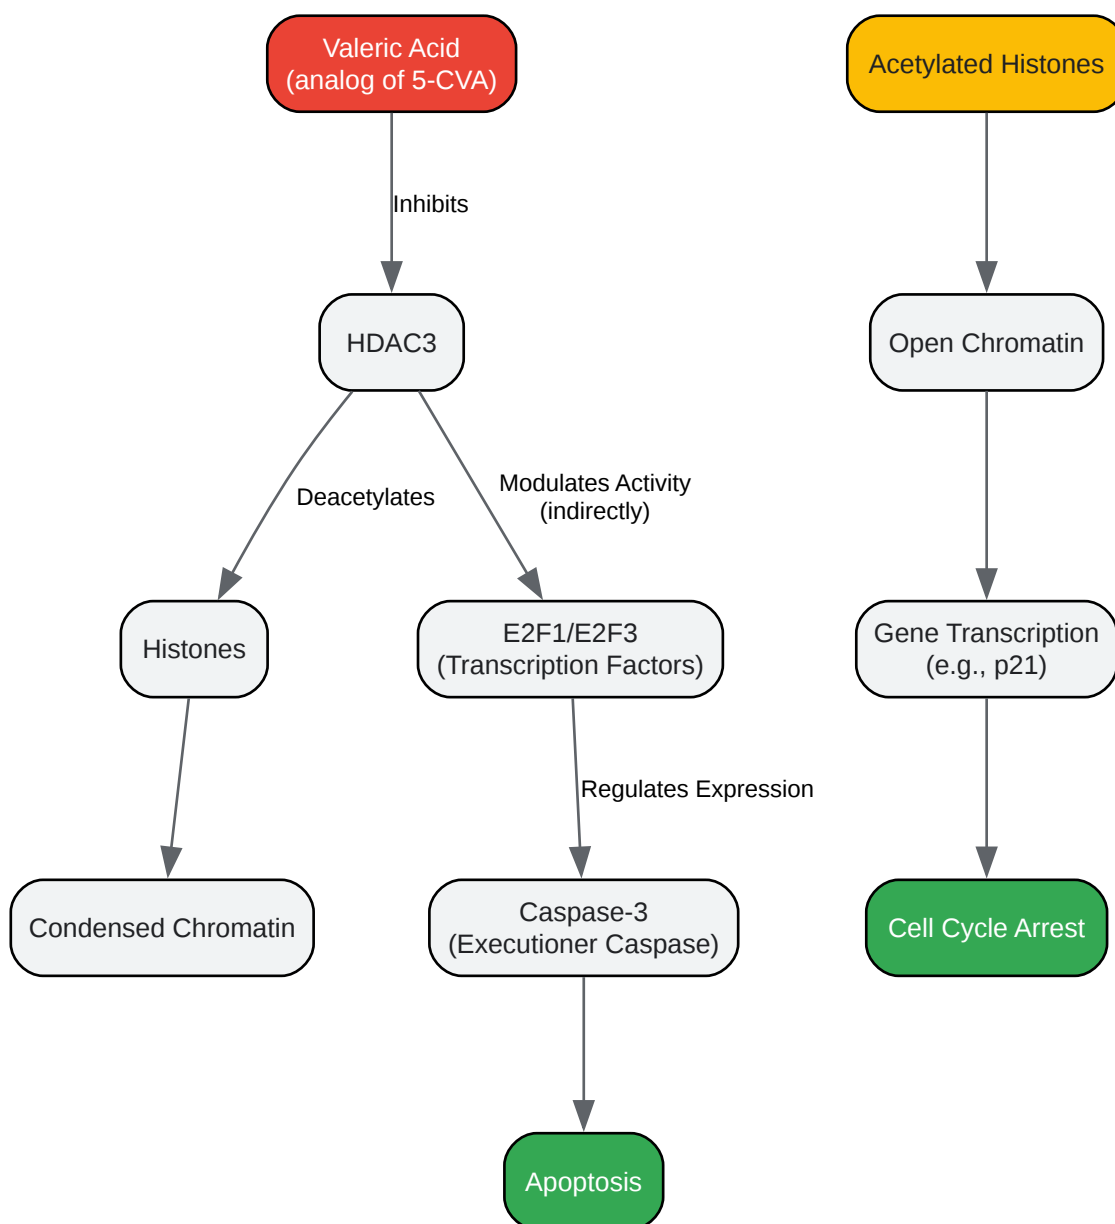 Valeric Acid
(analog of 5-CVA)
Acetylated Histones
Inhibits
HDAC3
Open Chromatin
Deacetylates
Modulates Activity
(indirectly)
Histones
E2F1/E2F3
(Transcription Factors)
Gene Transcription
(e.g., p21)
Regulates Expression
Condensed Chromatin
Caspase-3
(Executioner Caspase)
Cell Cycle Arrest
Apoptosis